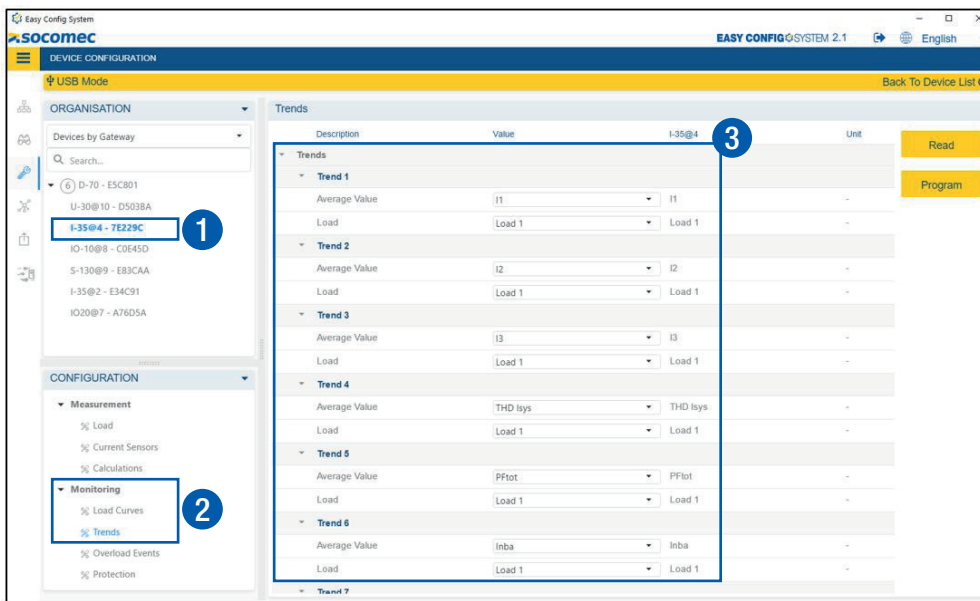 Easy Config System
socomec
EASY CONFIG SYSTEM 2.1 English
DEVICE CONFIGURATION
USB Mode
Back To Device List
ORGANISATION
Devices by Gateway
Search...
6 D-70 - E5C801
U-30@10 - D5038A
I-35@4 - 7E229C
1
IO-10@8 - C0E45D
S-130@9 - E83CAA
I-35@2 - E34C91
IO20@7 - A76D5A
CONFIGURATION
Measurement
Load
Current Sensors
Calculations
Monitoring
Load Curves
2
Trends
Overload Events
Protection
Trends
Description Value I-35@4 Unit
3
Trends
Trend 1
Average Value I1 I1 -
Load Load 1 Load 1 -
Trend 2
Average Value I2 I2 -
Load Load 1 Load 1 -
Trend 3
Average Value I3 I3 -
Load Load 1 Load 1 -
Trend 4
Average Value THD Isys THD Isys -
Load Load 1 Load 1 -
Trend 5
Average Value PFtot PFtot -
Load Load 1 Load 1 -
Trend 6
Average Value Inba Inba -
Load Load 1 Load 1 -
Trend 7
Read
Program